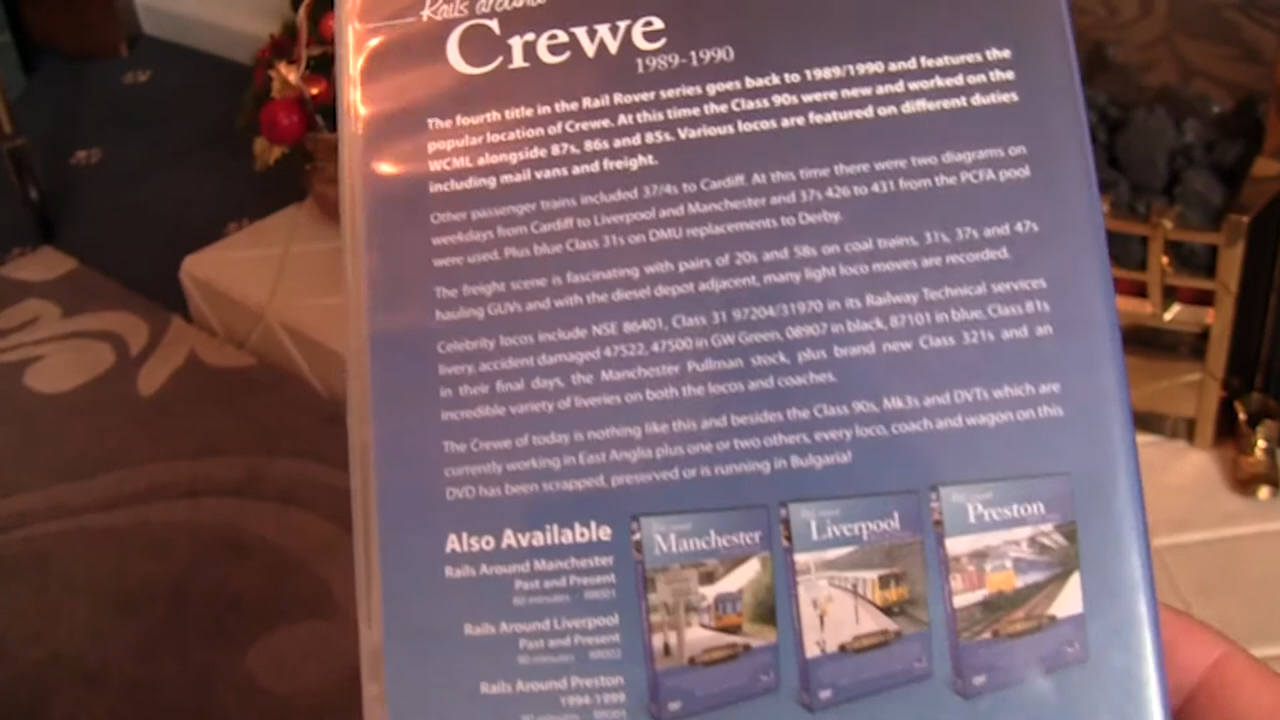 Rails around
Crewe
1989-1990
The fourth title in the Rail Rover series goes back to 1989/1990 and features the
popular location of Crewe. At this time the Class 90s were new and worked on the
WCML alongside 87s, 86s and 85s. Various locos are featured on different duties
including mail vans and freight.
Other passenger trains included 37/4s to Cardiff. At this time there were two diagrams on
weekdays from Cardiff to Liverpool and Manchester and 37s 426 to 431 from the PCFA pool
were used. Plus blue Class 31s on DMU replacements to Derby.
The freight scene is fascinating with pairs of 20s and 58s on coal trains, 31s, 37s and 47s
hauling GUVs and with the diesel depot adjacent, many light loco moves are recorded.
Celebrity locos include NSE 86401, Class 31 97204/31970 in its Railway Technical services
livery, accident damaged 47522, 47500 in GW Green, 08907 in black, 87101 in blue, Class 81s
in their final days, the Manchester Pullman stock, plus brand new Class 321s and an
incredible variety of liveries on both the locos and coaches.
The Crewe of today is nothing like this and besides the Class 90s, Mk3s and DVTs which are
currently working in East Anglia plus one or two others, every loco, coach and wagon on this
DVD has been scrapped, preserved or is running in Bulgaria!
Also Available
Rails Around Manchester
Past and Present
60 minutes
Rails Around Liverpool
Past and Present
90 minutes
Rails Around Preston
1994-1999
Manchester
Liverpool
Preston